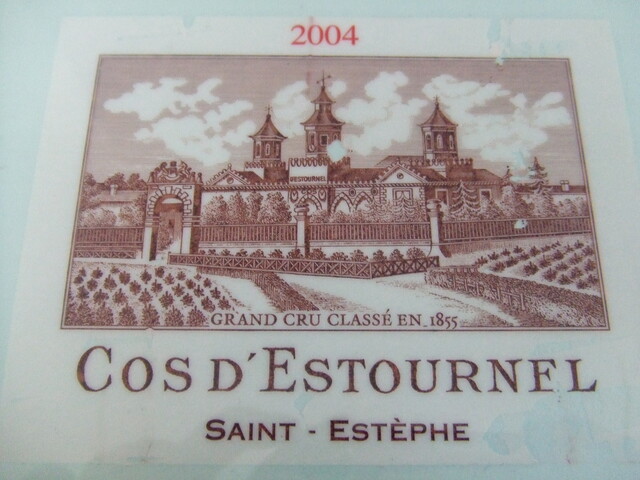 2004
D'ESTOURNEL
GRAND CRU CLASSÉ EN 1855
COS D'ESTOURNEL
SAINT - ESTÈPHE